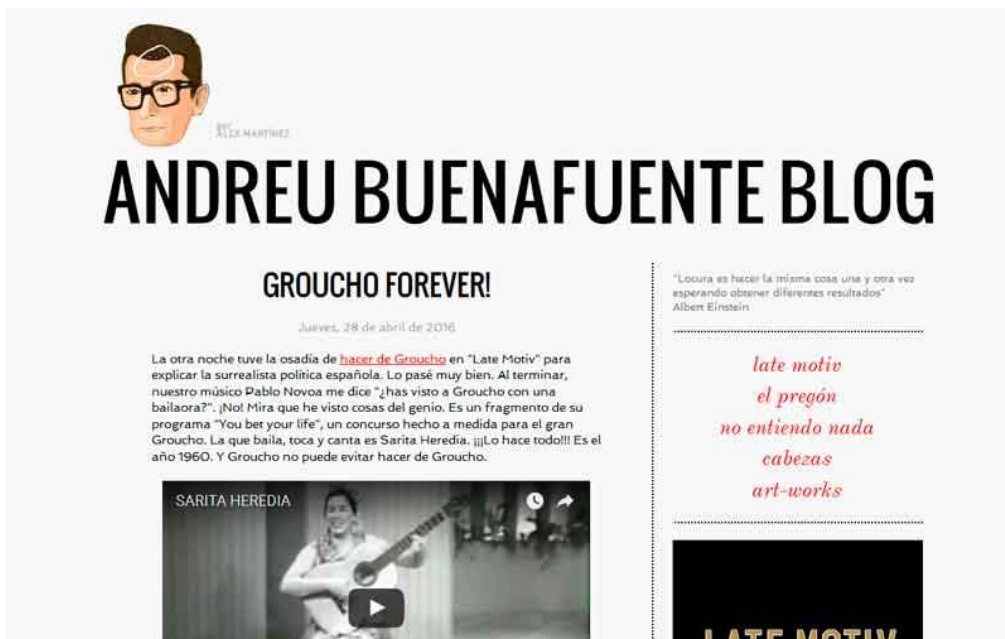 por
ALEX MARTÍNEZ
ANDREU BUENAFUENTE BLOG
GROUCHO FOREVER!
Jueves, 28 de abril de 2016
La otra noche tuve la osadía de hacer de Groucho en "Late Motiv" para
explicar la surrealista política española. Lo pasé muy bien. Al terminar,
nuestro músico Pablo Novoa me dice "¿has visto a Groucho con una
bailaora?". ¡No! Mira que he visto cosas del genio. Es un fragmento de su
programa "You bet your life", un concurso hecho a medida para el gran
Groucho. La que baila, toca y canta es Sarita Heredia. ¡¡¡Lo hace todo!!! Es el
año 1960. Y Groucho no puede evitar hacer de Groucho.
SARITA HEREDIA
"Locura es hacer la misma cosa una y otra vez
esperando obtener diferentes resultados"
Albert Einstein
late motiv
el pregón
no entiendo nada
cabezas
art-works
LATE MOTIV